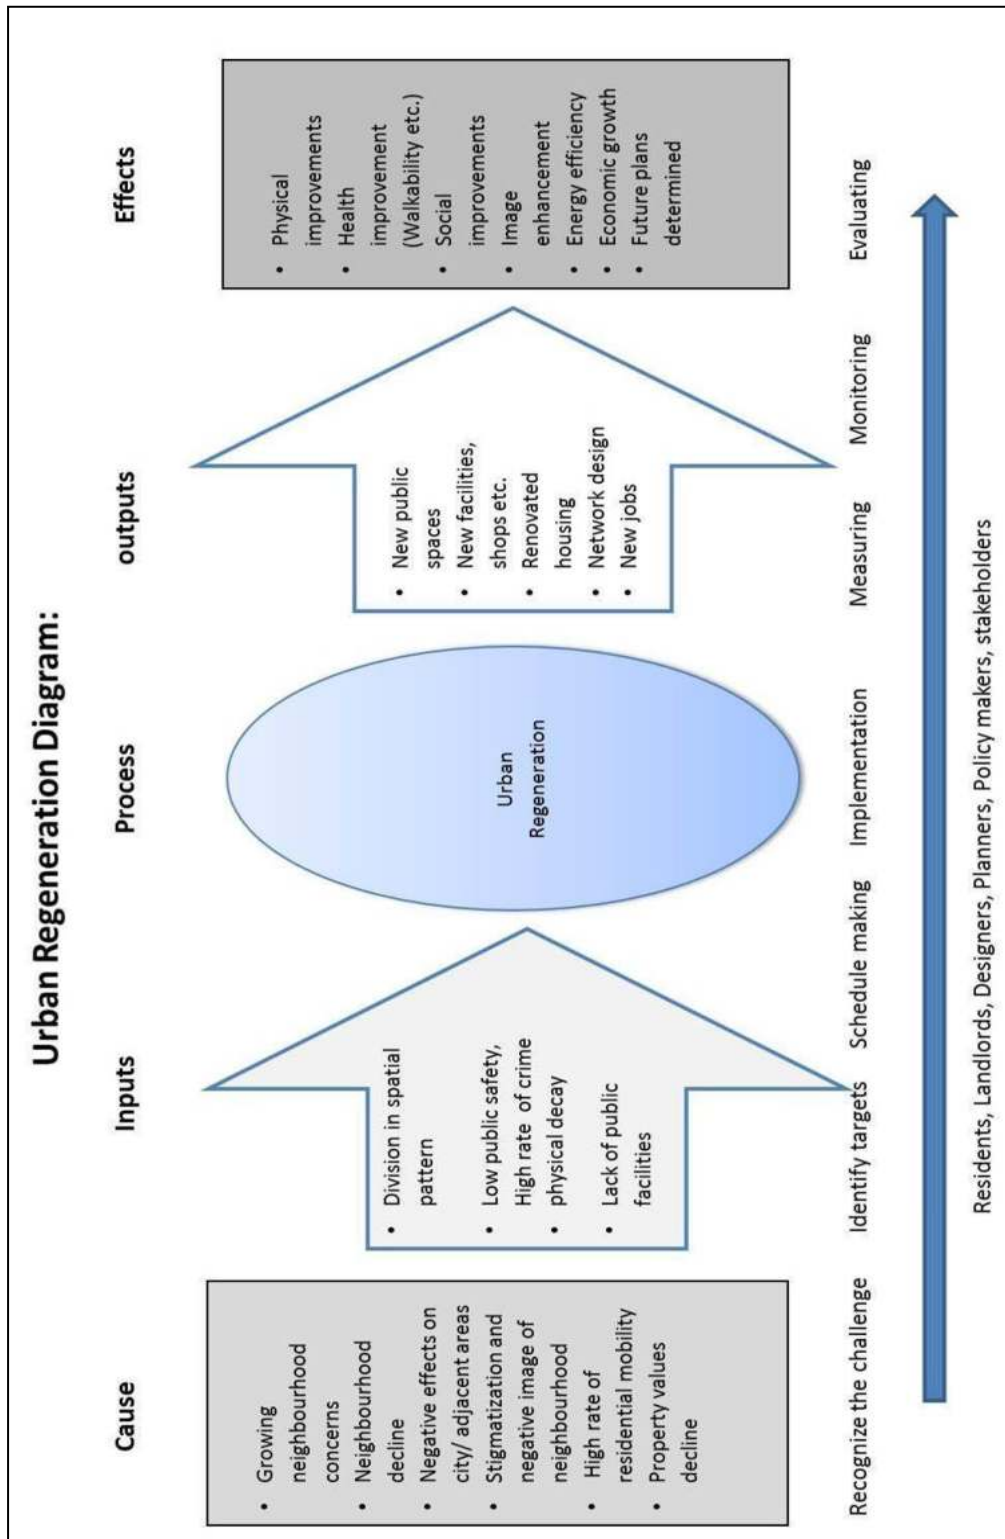 Urban Regeneration Diagram:
Cause
Inputs
Process
outputs
Effects
• Growing
neighbourhood
concerns
• Neighbourhood
decline
• Negative effects on
city/ adjacent areas
• Stigmatization and
negative image of
neighbourhood
• High rate of
residential mobility
• Property values
decline
• Division in spatial
pattern
• Low public safety,
High rate of crime
• physical decay
• Lack of public
facilities
Urban
Regeneration
• New public
spaces
• New facilities,
shops etc.
• Renovated
housing
• Network design
• New jobs
• Physical
improvements
• Health
improvement
(Walkability etc.)
• Social
improvements
• Image
enhancement
• Energy efficiency
• Economic growth
• Future plans
determined
Recognize the challenge
Identify targets
Schedule making
Implementation
Measuring
Monitoring
Evaluating
Residents, Landlords, Designers, Planners, Policy makers, stakeholders